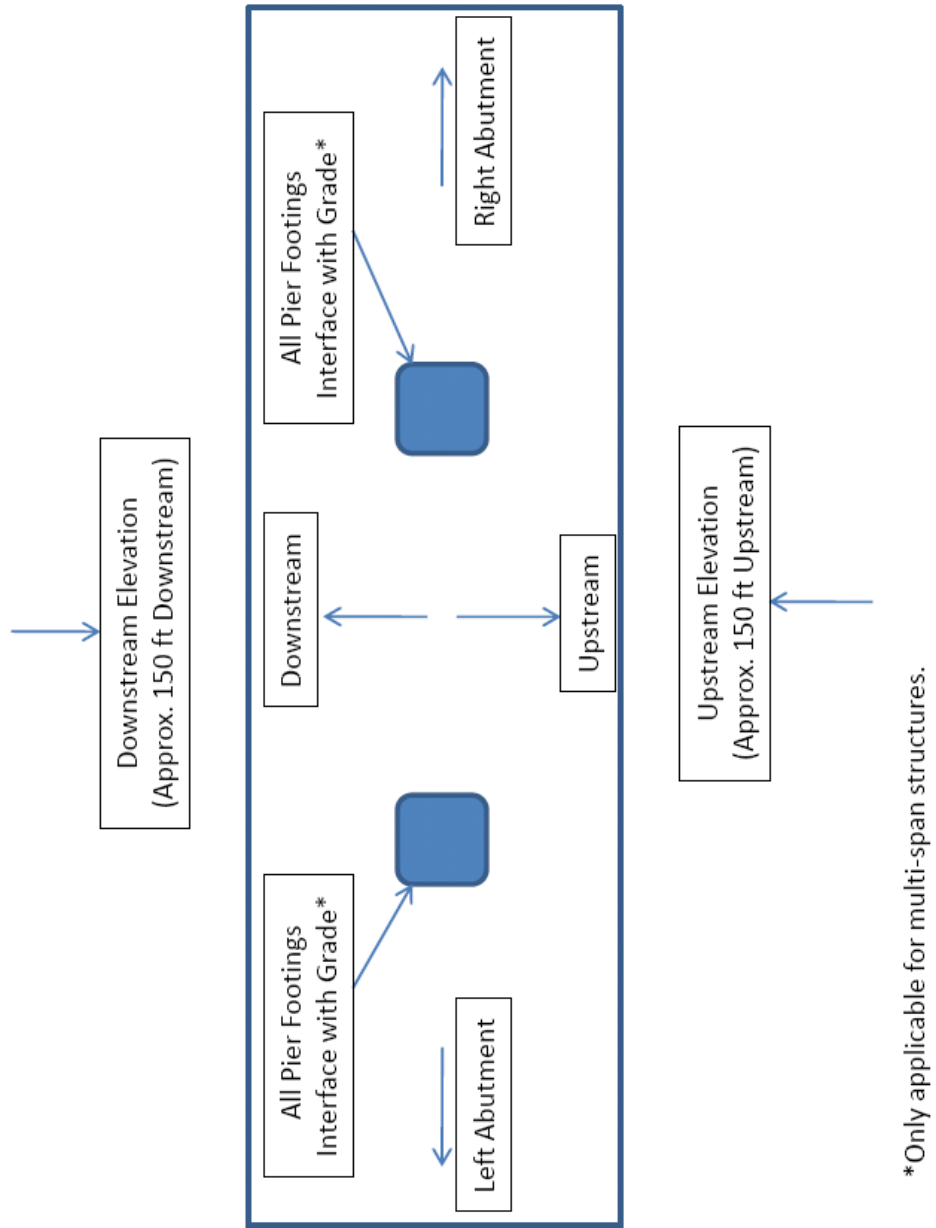 Downstream Elevation
(Approx. 150 ft Downstream)
All Pier Footings
Interface with Grade*
Downstream
All Pier Footings
Interface with Grade*
Left Abutment
Right Abutment
Upstream
Upstream Elevation
(Approx. 150 ft Upstream)
*Only applicable for multi-span structures.